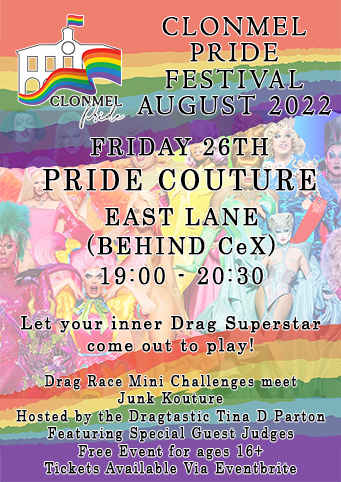 CLONMEL
PRIDE
FESTIVAL
AUGUST 2022
CLONMEL
Pride
FRIDAY 26TH
PRIDE COUTURE
EAST LANE
(BEHIND CeX)
19:00 - 20:30
Let your inner Drag Superstar
come out to play!
Drag Race Mini Challenges meet
Junk Kouture
Hosted by the Dragtastic Tina D Parton
Featuring Special Guest Judges
Free Event for ages 16+
Tickets Available Via Eventbrite